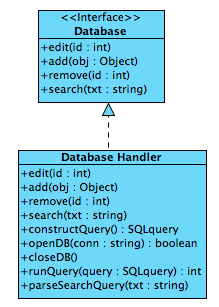 <<Interface>>
Database
+edit(id : int)
+add(obj : Object)
+remove(id : int)
+search(txt : string)
Database Handler
+edit(id : int)
+add(obj : Object)
+remove(id : int)
+search(txt : string)
+constructQuery() : SQLquery
+openDB(conn : string) : boolean
+closeDB()
+runQuery(query : SQLquery) : int
+parseSearchQuery(txt : string)